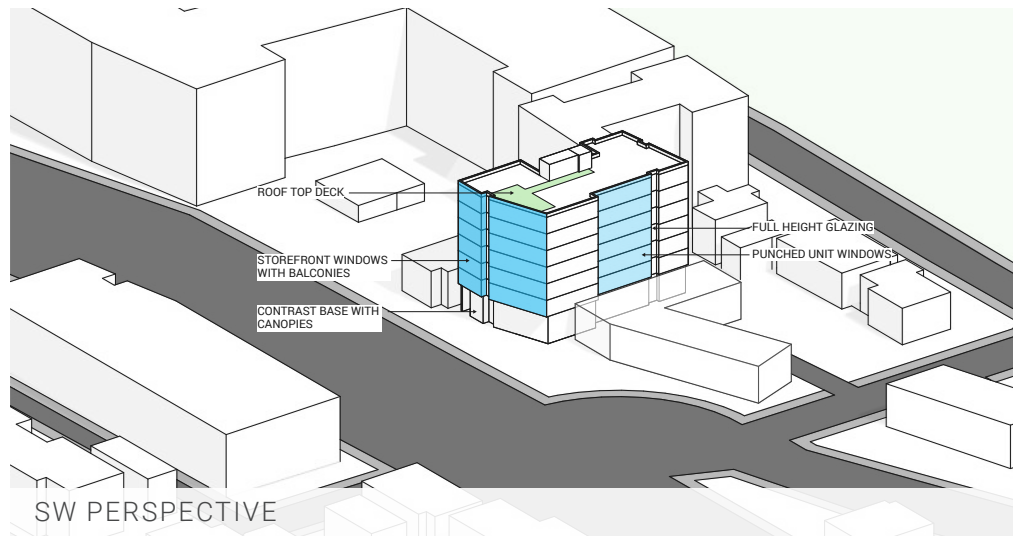 ROOF TOP DECK
FULL HEIGHT GLAZING
PUNCHED UNIT WINDOWS
STOREFRONT WINDOWS
WITH BALCONIES
CONTRAST BASE WITH
CANOPIES
SW PERSPECTIVE